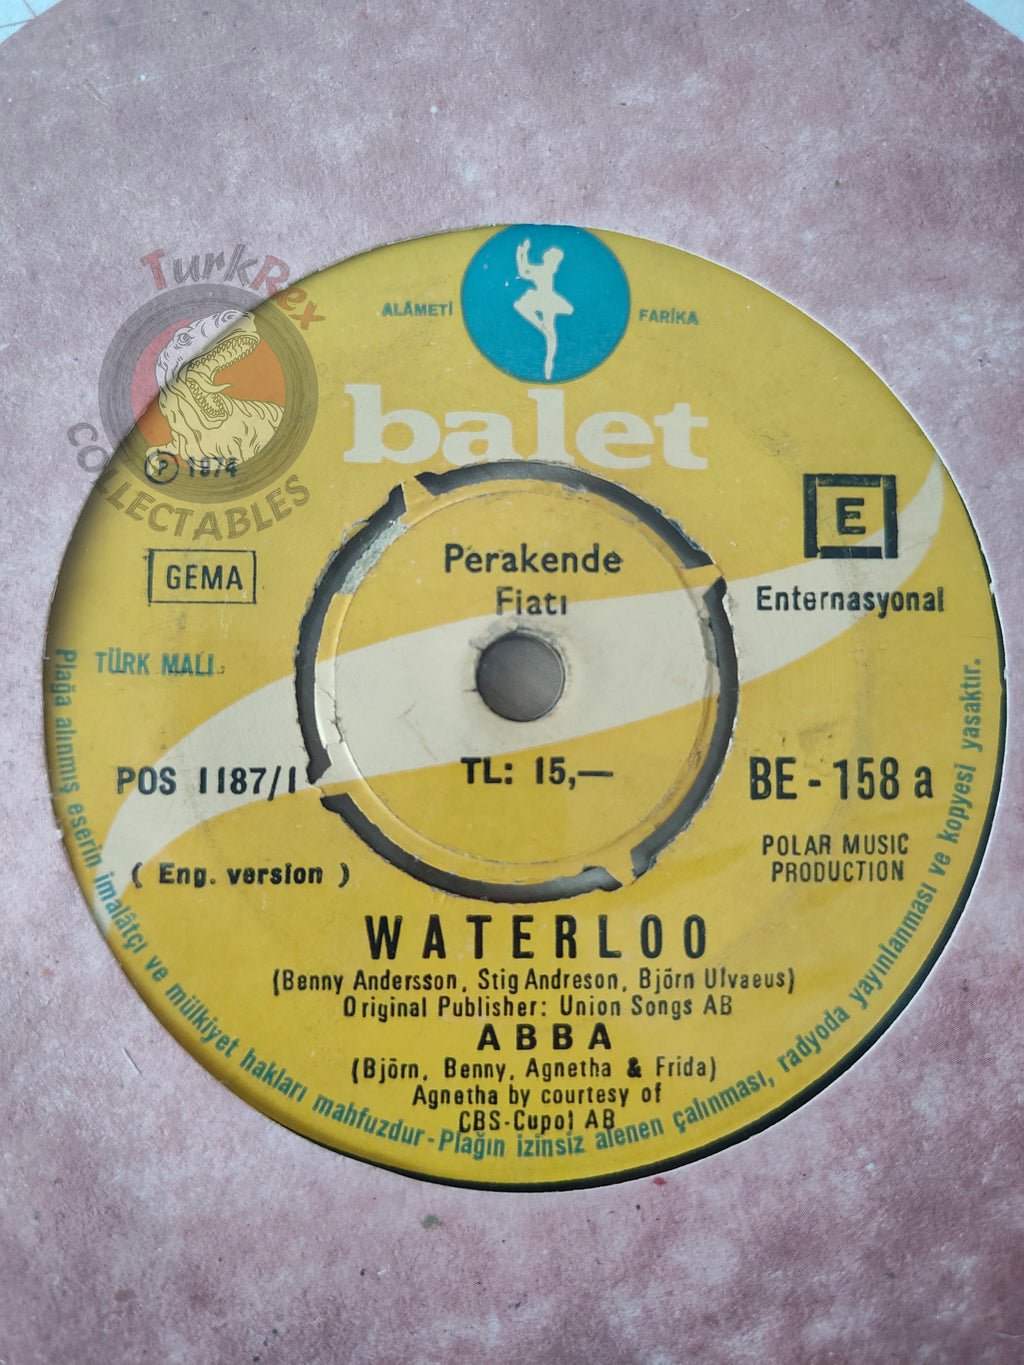 TurkRex
COLLECTABLES
ALÂMETİ
FARİKA
balet
Ⓟ 1974
E
GEMA
Perakende
Fiatı
Enternasyonal
TÜRK MALI
POS 1187/1
TL: 15,—
BE - 158 a
( Eng. version )
POLAR MUSIC
PRODUCTION
WATERLOO
(Benny Andersson, Stig Andreson, Björn Ulvaeus)
Original Publisher: Union Songs AB
ABBA
(Björn, Benny, Agnetha & Frida)
Agnetha by courtesy of
CBS-Cupol AB
Plağa alınmış eserin imalâtçı ve mülkiyet hakları mahfuzdur - Plağın izinsiz alenen çalınması, radyoda yayınlanması ve kopyesi yasaktır.